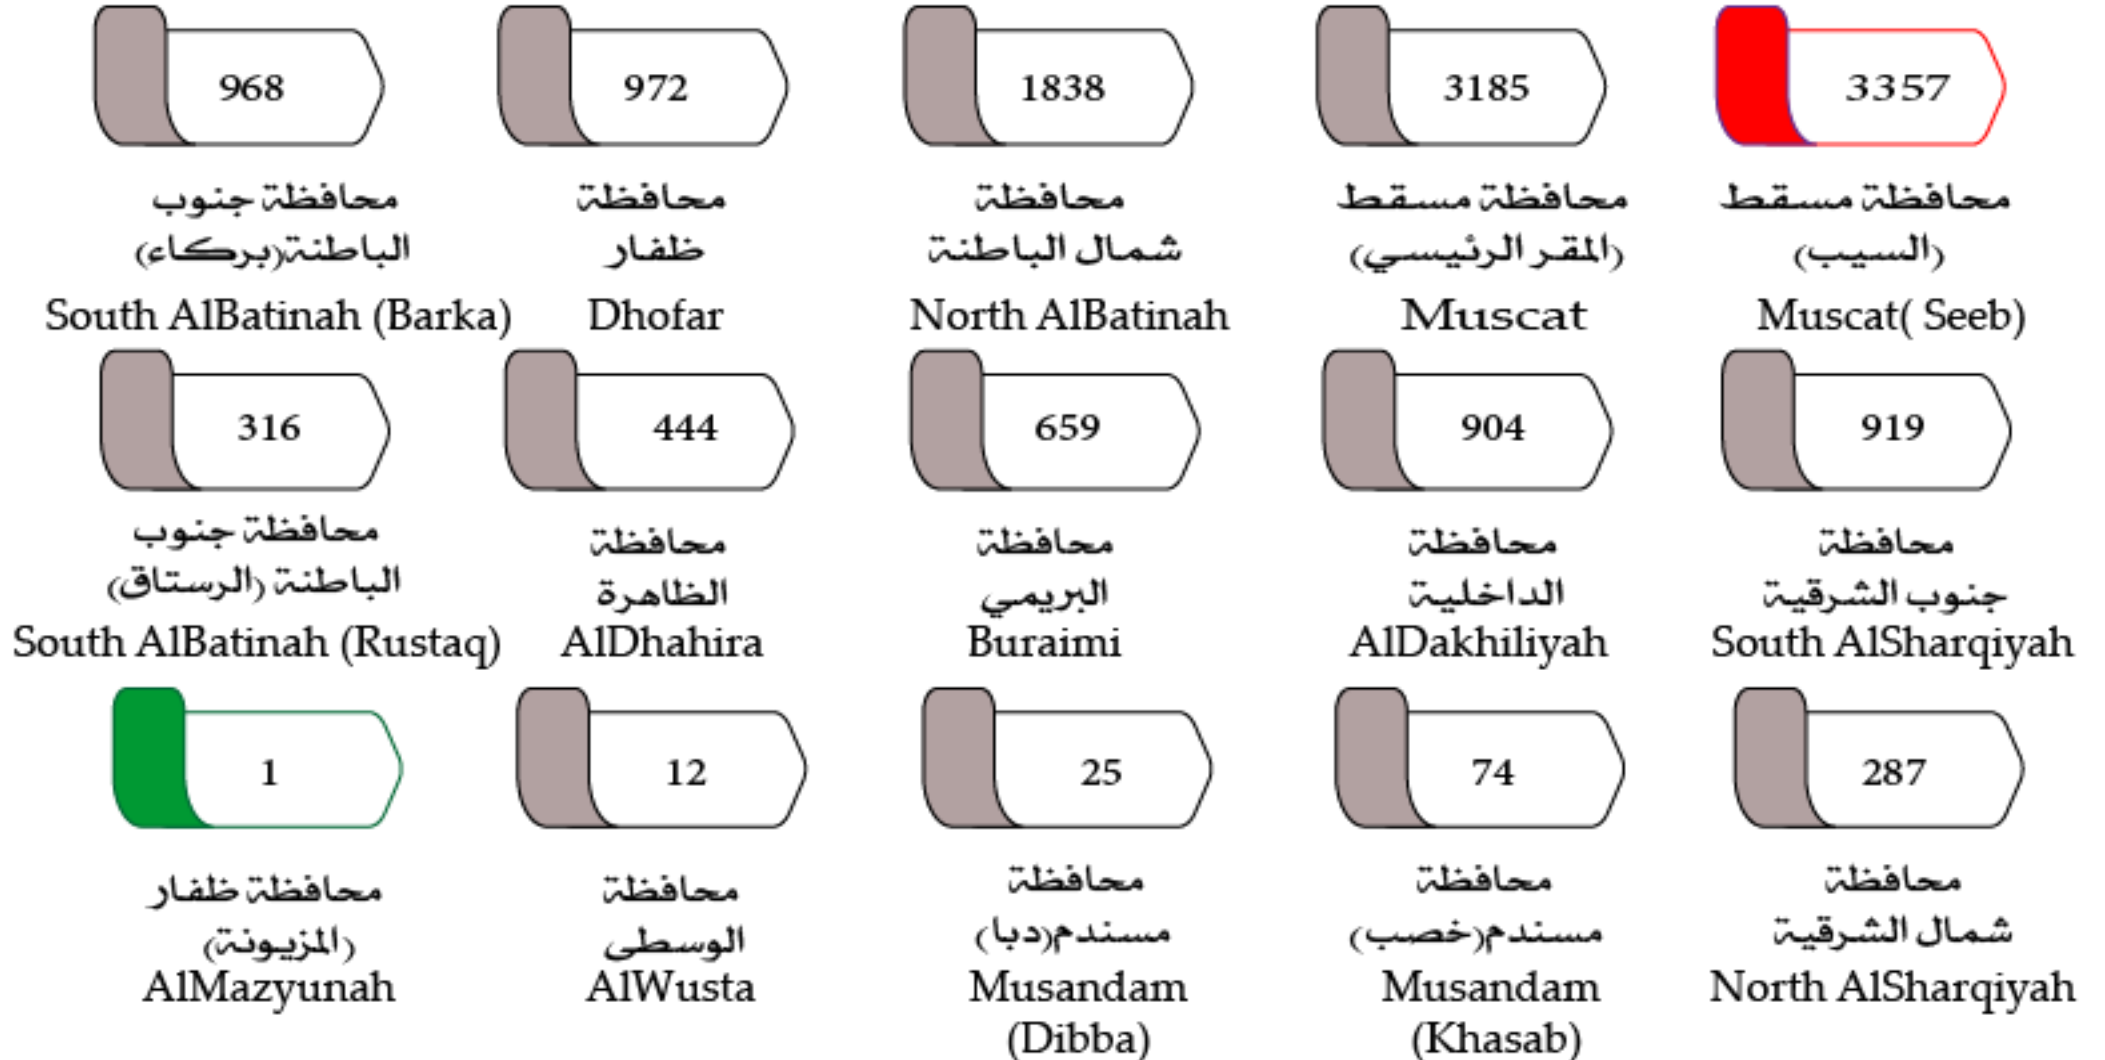 968
972
1838
3185
3357
محافظة جنوب
الباطنة(بركاء)
South AlBatinah (Barka)
محافظة
ظفار
Dhofar
محافظة
شمال الباطنة
North AlBatinah
محافظة مسقط
(المقر الرئيسي)
Muscat
محافظة مسقط
(السيب)
Muscat( Seeb)
316
444
659
904
919
محافظة جنوب
الباطنة (الرستاق)
South AlBatinah (Rustaq)
محافظة
الظاهرة
AlDhahira
محافظة
البريمي
Buraimi
محافظة
الداخلية
AlDakhiliyah
محافظة
جنوب الشرقية
South AlSharqiyah
1
12
25
74
287
محافظة ظفار
(المزيونة)
AlMazyunah
محافظة
الوسطى
AlWusta
محافظة
مسندم(دبا)
Musandam
(Dibba)
محافظة
مسندم(خصب)
Musandam
(Khasab)
محافظة
شمال الشرقية
North AlSharqiyah